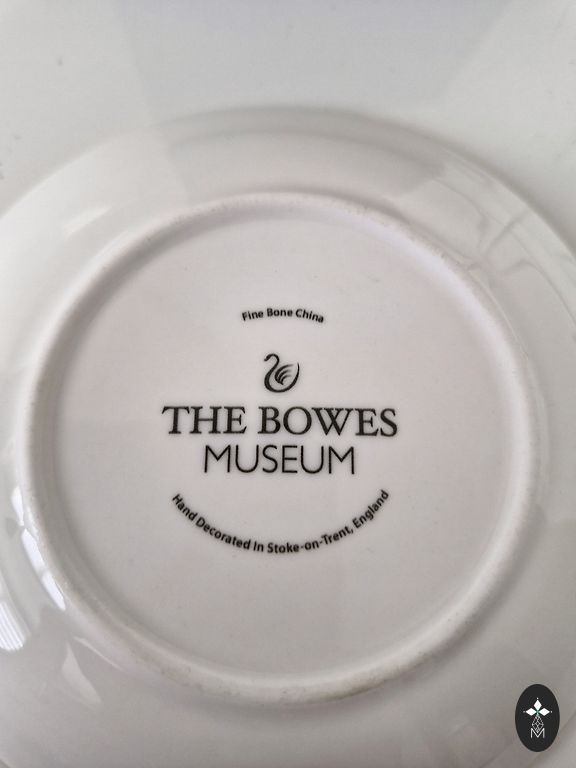 Fine Bone China
THE BOWES
MUSEUM
Hand Decorated In Stoke-on-Trent, England
M